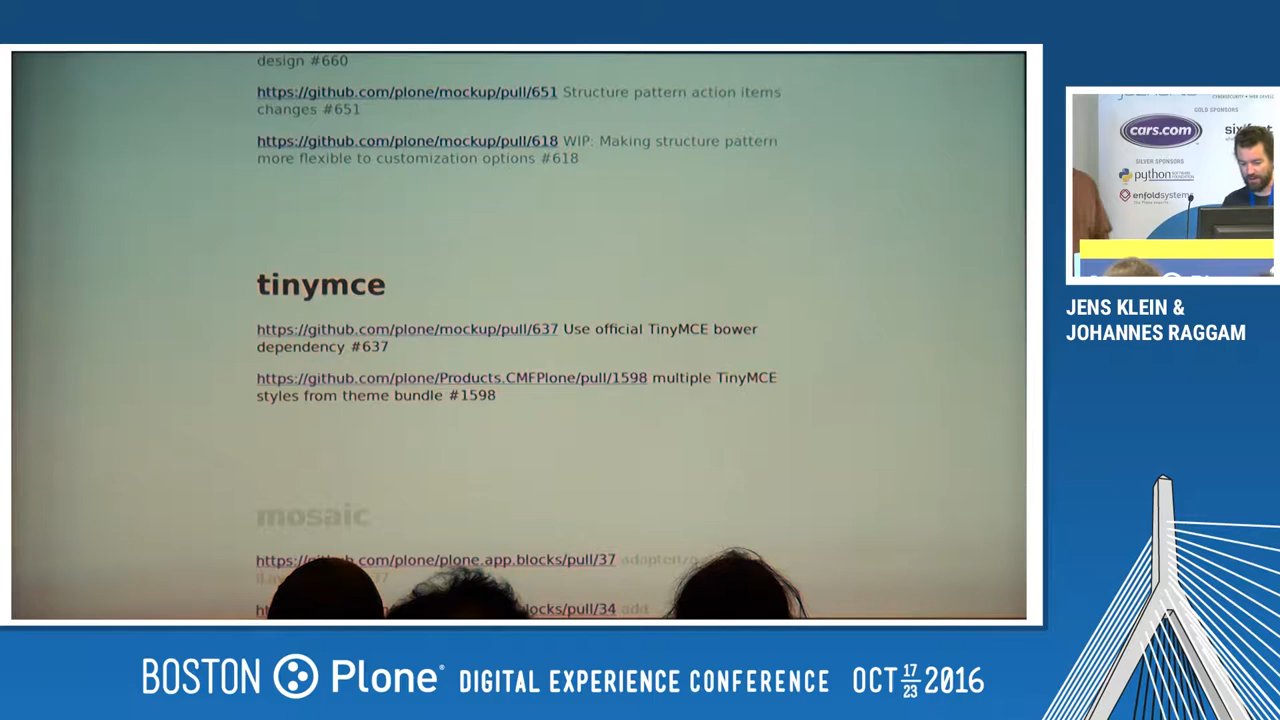 design #660
https://github.com/plone/mockup/pull/651 Structure pattern action items
changes #651
https://github.com/plone/mockup/pull/618 WIP: Making structure pattern
more flexible to customization options #618
tinymce
https://github.com/plone/mockup/pull/637 Use official TinyMCE bower
dependency #637
https://github.com/plone/Products.CMFPlone/pull/1598 multiple TinyMCE
styles from theme bundle #1598
mosaic
com/plone/plone.app.blocks/pull/37
ocks/pull/34 add
GOLD SPONSORS
cars.com
SILVER SPONSORS
python
enfoldsystems
JENS KLEIN &
JOHANNES RAGGAM
BOSTON Plone DIGITAL EXPERIENCE CONFERENCE OCT 17 23 2016